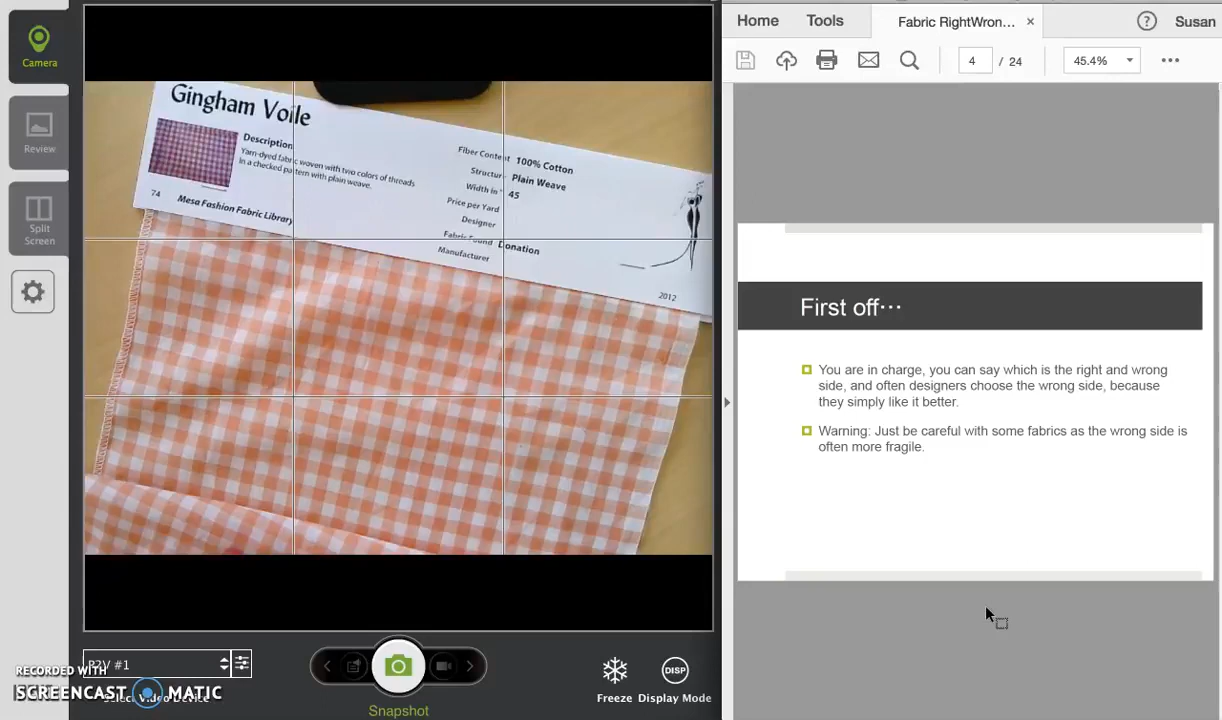 Camera
Review
Split
Screen
Gingham Voile
Description
Yarn-dyed fabric woven with two colors of threads
in a checked pattern with plain weave.
74
Mesa Fashion Fabric Library
Fiber Content 100% Cotton
Structure Plain Weave
Width in " 45
Price per Yard
Designer
Fabric Found Donation
Manufacturer
2012
P2V #1
Select Video Device
RECORDED WITH
SCREENCAST MATIC
Snapshot
Freeze
DISP
Display Mode
Home
Tools
Fabric RightWron... ×
?
Susan
4 / 24
45.4%
First off…
You are in charge, you can say which is the right and wrong
side, and often designers choose the wrong side, because
they simply like it better.
Warning: Just be careful with some fabrics as the wrong side is
often more fragile.